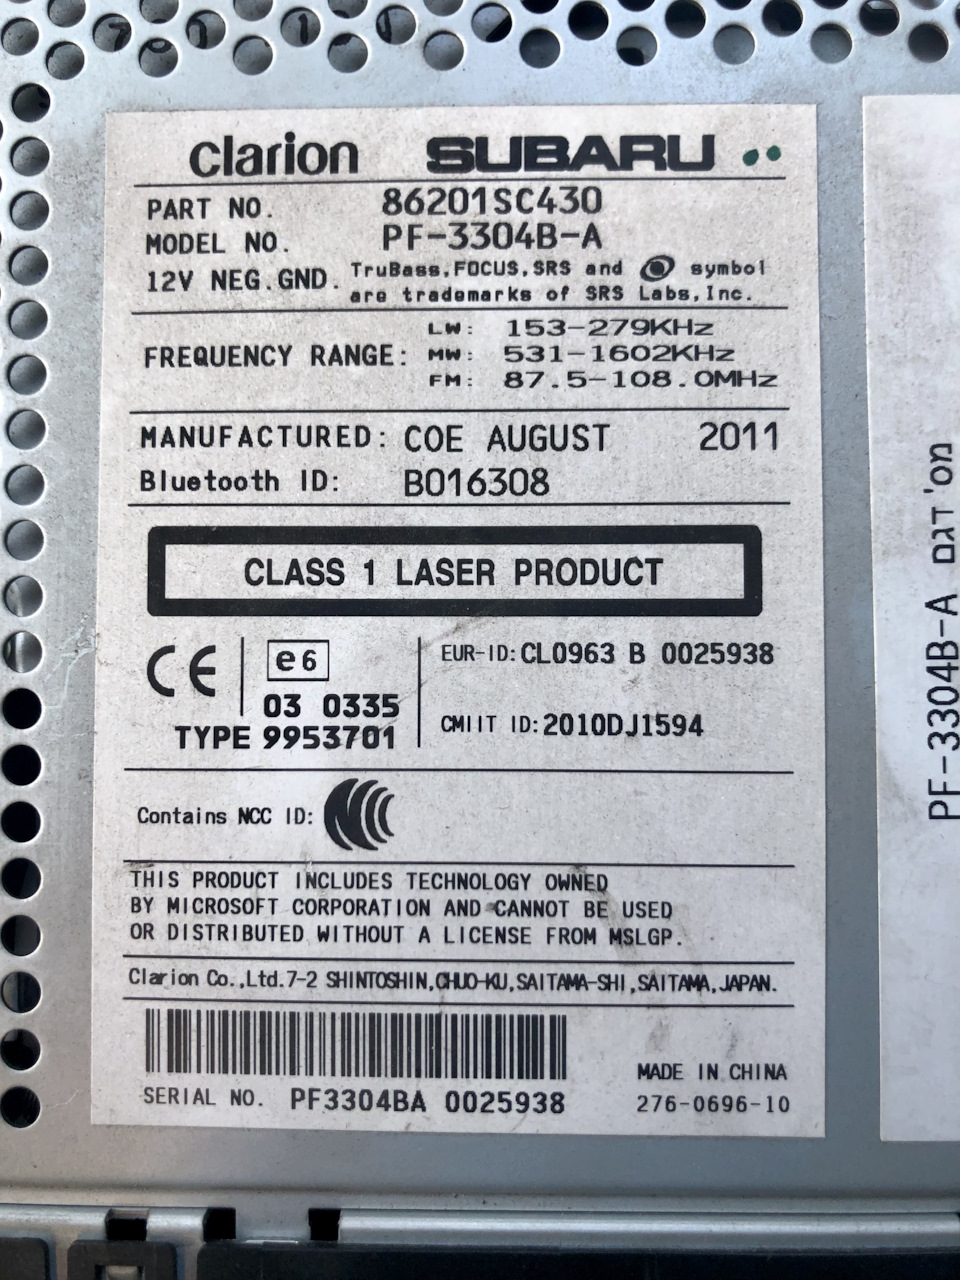 clarion SUBARU
PART NO. 86201SC430
MODEL NO. PF-3304B-A
12V NEG.GND. TruBass,FOCUS,SRS and symbol
are trademarks of SRS Labs,Inc.
FREQUENCY RANGE: LW: 153-279KHz
MW: 531-1602KHz
FM: 87.5-108.0MHz
MANUFACTURED: COE AUGUST 2011
Bluetooth ID: B016308
CLASS 1 LASER PRODUCT
CE e6
03 0335
TYPE 9953701
EUR-ID:CL0963 B 0025938
CMIIT ID:2010DJ1594
Contains NCC ID:
THIS PRODUCT INCLUDES TECHNOLOGY OWNED
BY MICROSOFT CORPORATION AND CANNOT BE USED
OR DISTRIBUTED WITHOUT A LICENSE FROM MSLGP.
Clarion Co.,Ltd.7-2 SHINTOSHIN,CHUO-KU,SAITAMA-SHI,SAITAMA,JAPAN.
SERIAL NO. PF3304BA 0025938
MADE IN CHINA
276-0696-10
מס' דגם PF-3304B-A